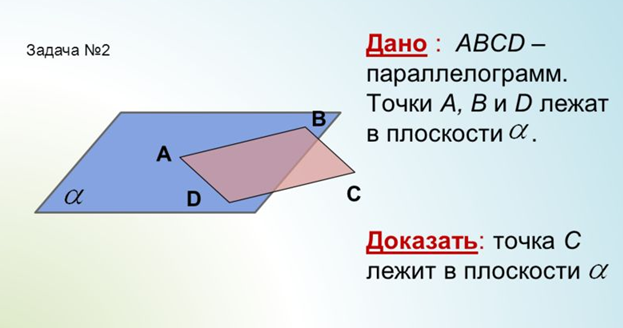 Задача №2
Дано : ABCD –
параллелограмм.
Точки A, B и D лежат
в плоскости α .
B
A
D
C
α
Доказать: точка C
лежит в плоскости α